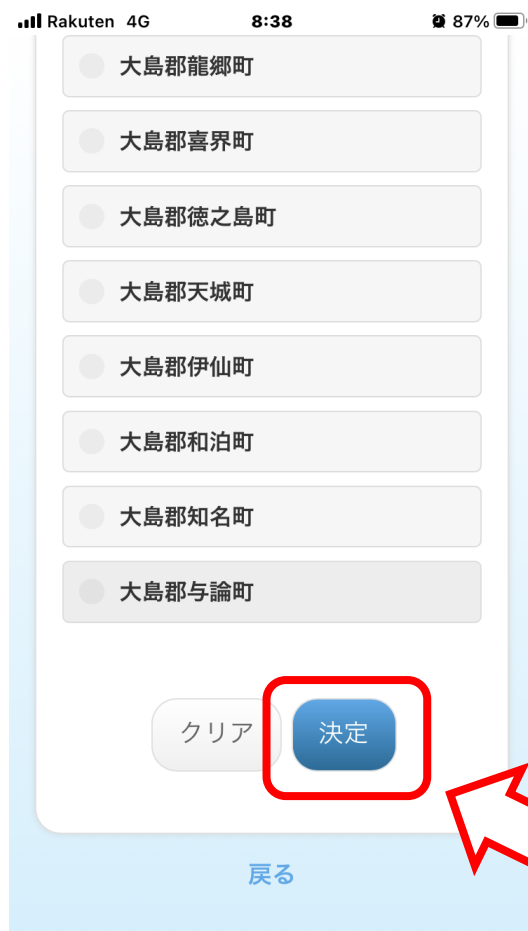 Rakuten 4G 8:38 87%
大島郡龍郷町
大島郡喜界町
大島郡徳之島町
大島郡天城町
大島郡伊仙町
大島郡和泊町
大島郡知名町
大島郡与論町
クリア 決定
戻る